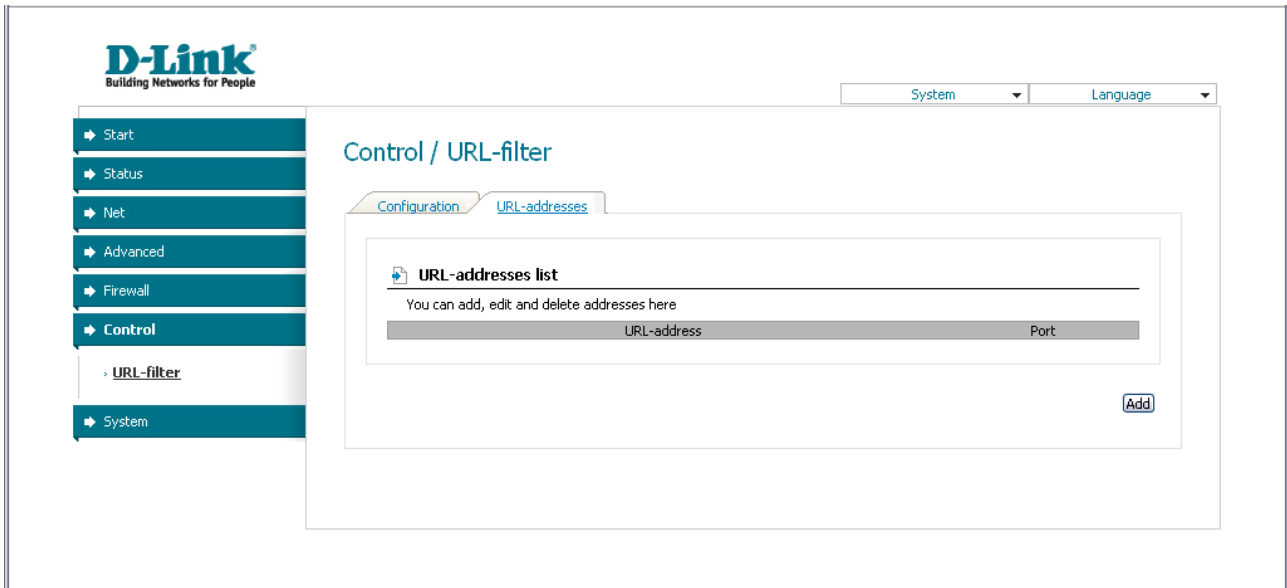 D-Link®
Building Networks for People
System
Language
Start
Status
Net
Advanced
Firewall
Control
URL-filter
System
Control / URL-filter
Configuration
URL-addresses
URL-addresses list
You can add, edit and delete addresses here
URL-address Port
Add